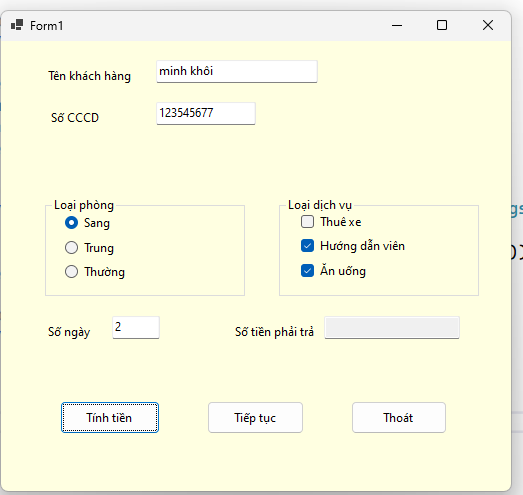 Form1
Tên khách hàng minh khôi
Số CCCD 123545677
Loại phòng
Sang
Trung
Thường
Loại dịch vụ
Thuê xe
Hướng dẫn viên
Ăn uống
Số ngày 2 Số tiền phải trả
Tính tiền Tiếp tục Thoát